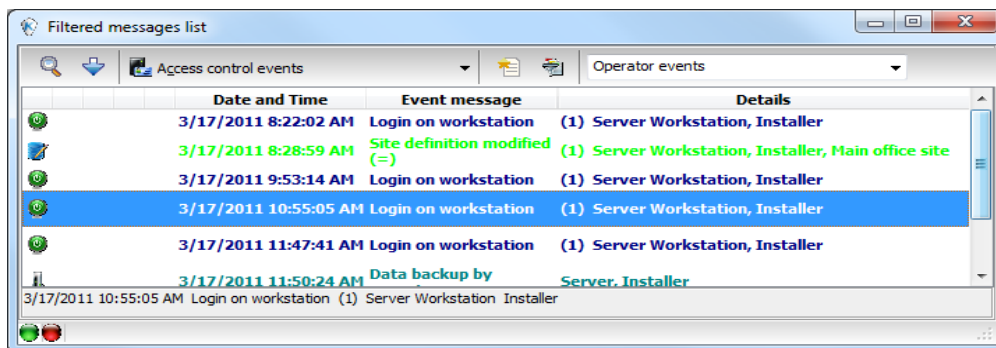 Filtered messages list
Access control events Operator events
Date and Time Event message Details
3/17/2011 8:22:02 AM Login on workstation (1) Server Workstation, Installer
3/17/2011 8:28:59 AM Site definition modified (1) Server Workstation, Installer, Main office site
(=)
3/17/2011 9:53:14 AM Login on workstation (1) Server Workstation, Installer
3/17/2011 10:55:05 AM Login on workstation (1) Server Workstation, Installer
3/17/2011 11:47:41 AM Login on workstation (1) Server Workstation, Installer
3/17/2011 11:50:24 AM Data backup by Server, Installer
3/17/2011 10:55:05 AM Login on workstation (1) Server Workstation Installer